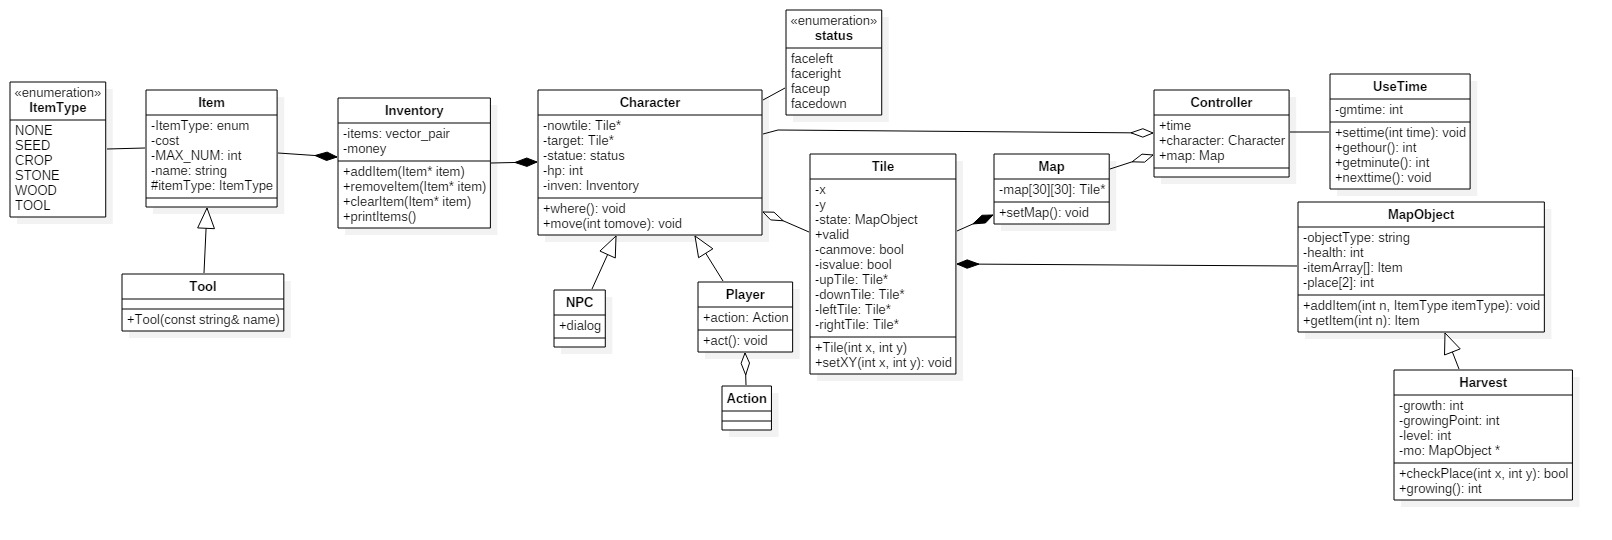 «enumeration»
ItemType
NONE
SEED
CROP
STONE
WOOD
TOOL
Item
-ItemType: enum
-cost
-MAX_NUM: int
-name: string
#itemType: ItemType
Tool
+Tool(const string& name)
Inventory
-items: vector_pair
-money
+addItem(Item* item)
+removeItem(Item* item)
+clearItem(Item* item)
+printItems()
Character
-nowtile: Tile*
-target: Tile*
-statue: status
-hp: int
-inven: Inventory
+where(): void
+move(int tomove): void
«enumeration»
status
faceleft
faceright
faceup
facedown
NPC
+dialog
Player
+action: Action
+act(): void
Action
Tile
-x
-y
-state: MapObject
+valid
-canmove: bool
-isvalue: bool
-upTile: Tile*
-downTile: Tile*
-leftTile: Tile*
-rightTile: Tile*
+Tile(int x, int y)
+setXY(int x, int y): void
Map
-map[30][30]: Tile*
+setMap(): void
Controller
+time
+character: Character
+map: Map
UseTime
-gmtime: int
+settime(int time): void
+gethour(): int
+getminute(): int
+nexttime(): void
MapObject
-objectType: string
-health: int
-itemArray[]: Item
-place[2]: int
+addItem(int n, ItemType itemType): void
+getItem(int n): Item
Harvest
-growth: int
-growingPoint: int
-level: int
-mo: MapObject *
+checkPlace(int x, int y): bool
+growing(): int